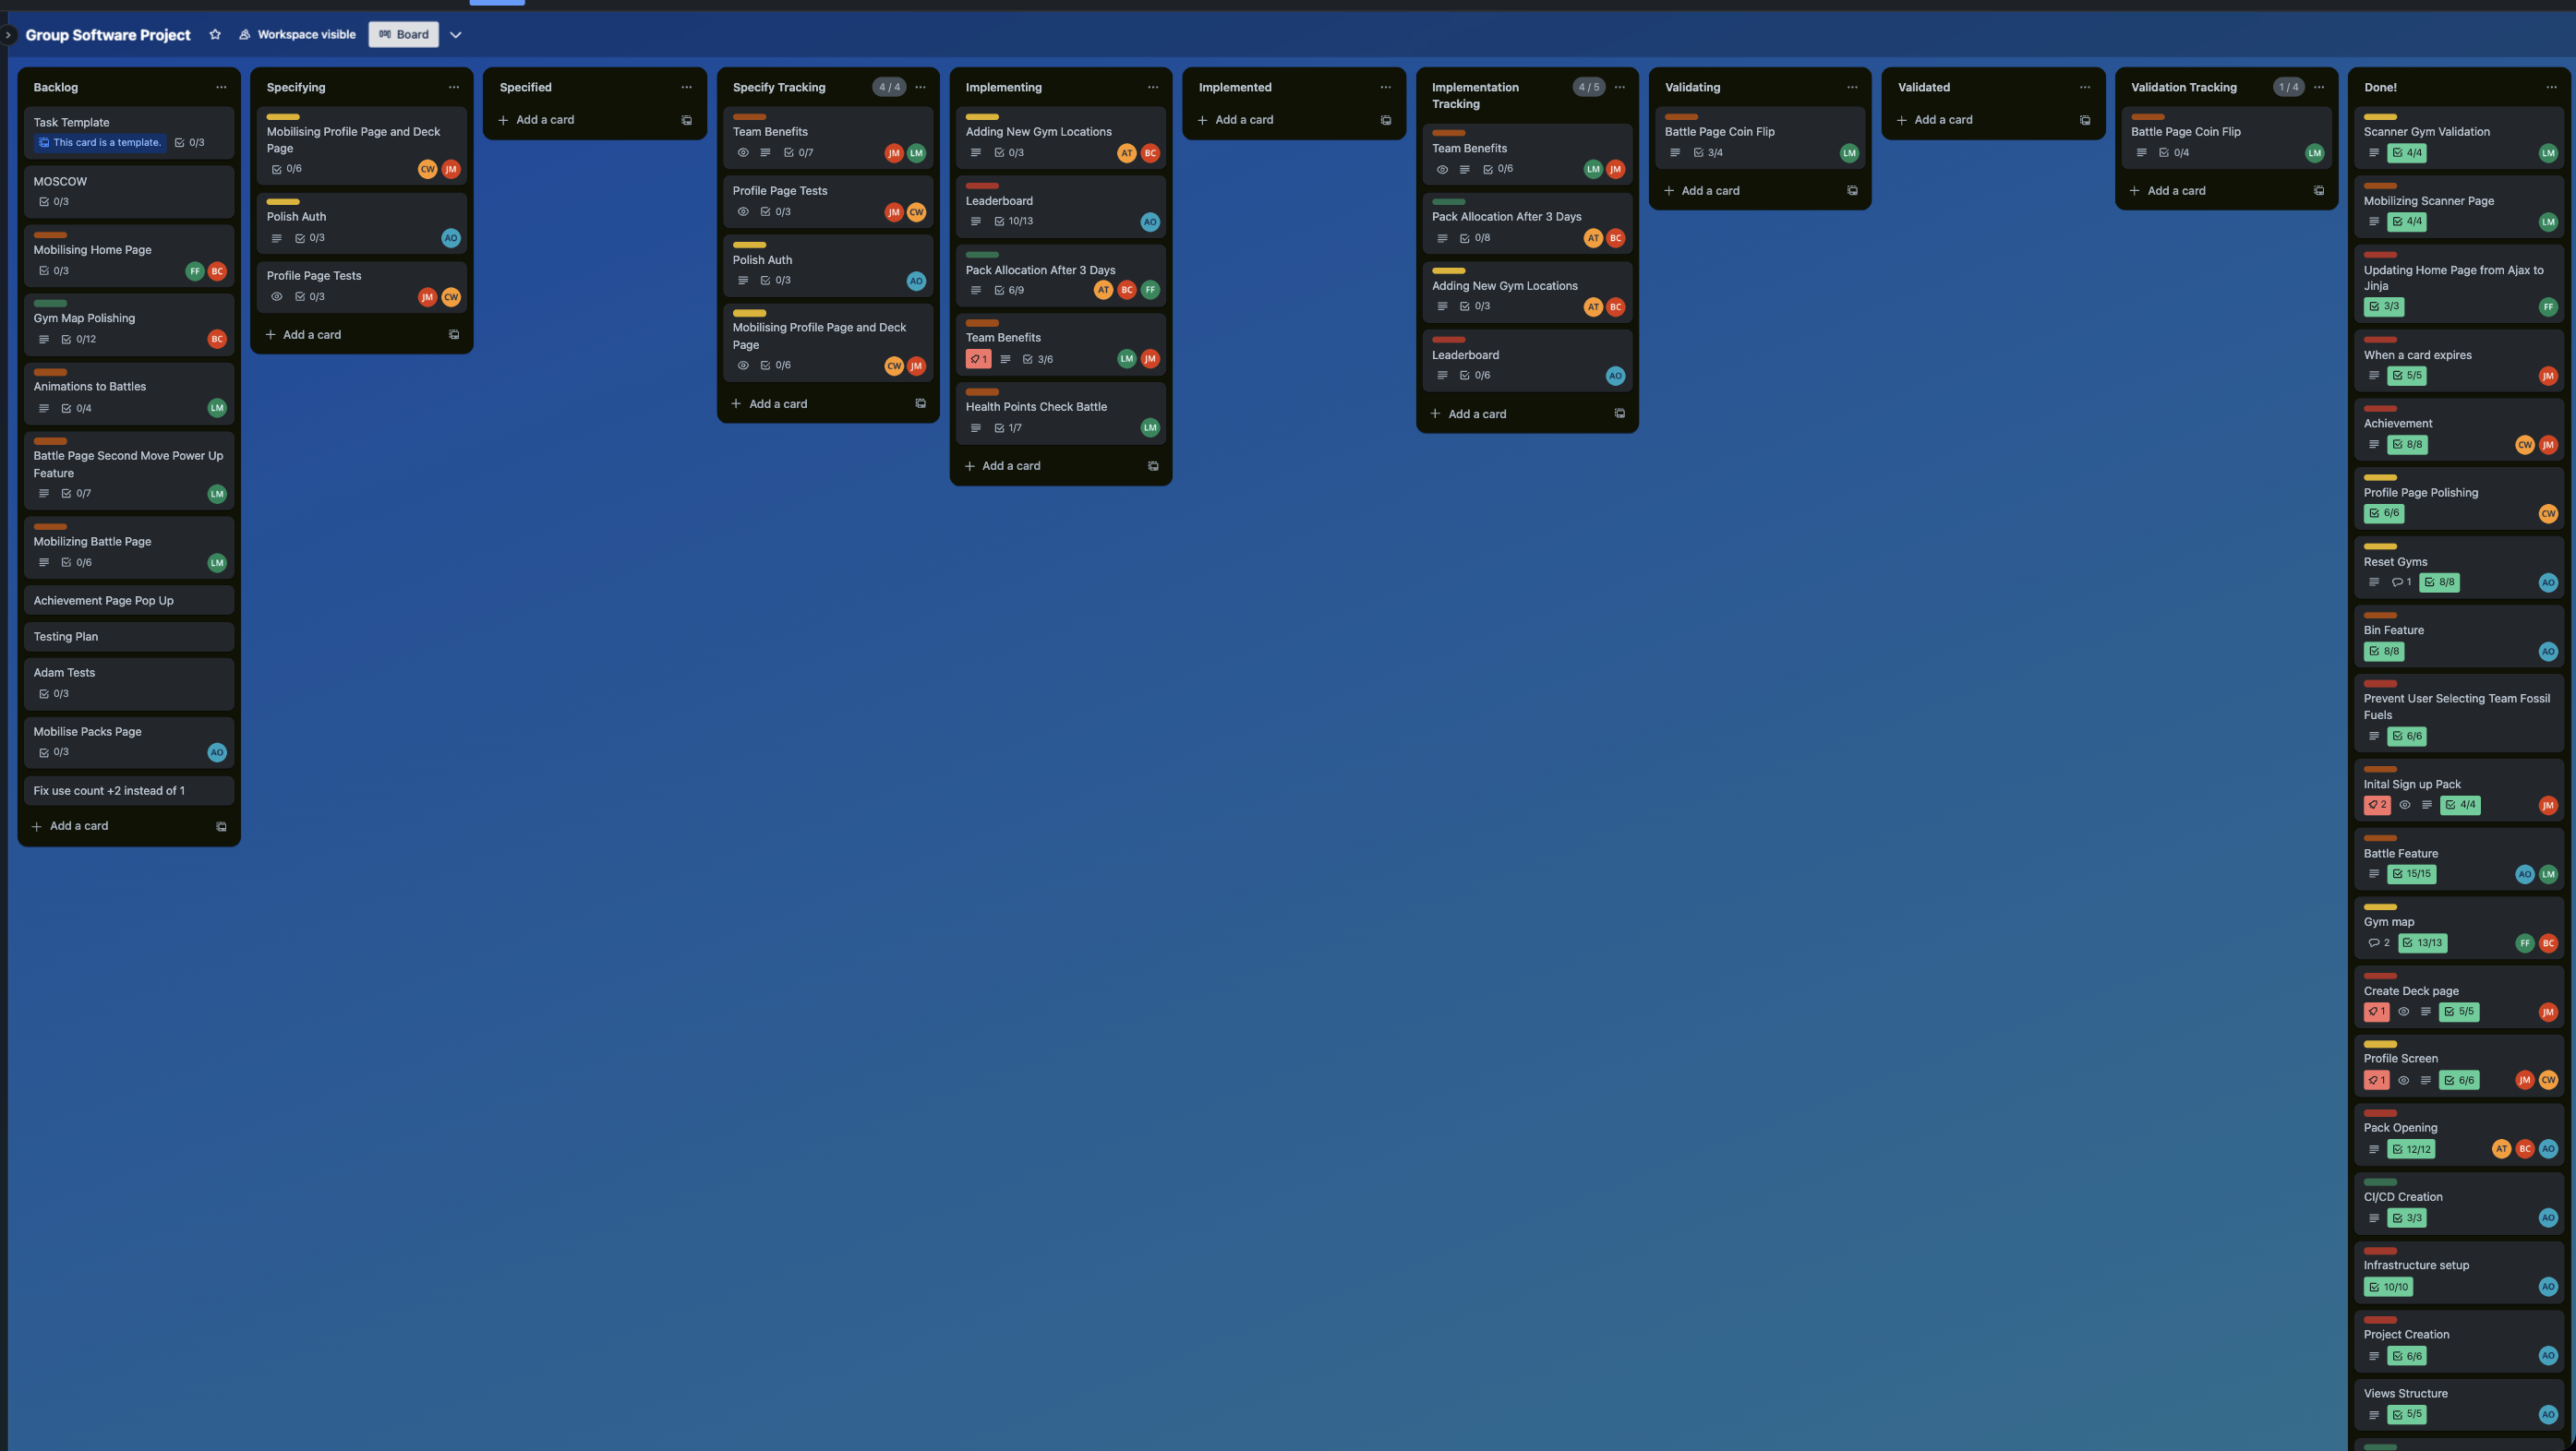 Group Software Project
Workspace visible
Board
Backlog
Task Template
This card is a template.
0/3
MOSCOW
0/3
Mobilising Home Page
0/3
FF
BC
Gym Map Polishing
0/12
BC
Animations to Battles
0/4
LM
Battle Page Second Move Power Up
Feature
0/7
LM
Mobilizing Battle Page
0/6
LM
Achievement Page Pop Up
Testing Plan
Adam Tests
0/3
Mobilise Packs Page
0/3
AO
Fix use count +2 instead of 1
Add a card
Specifying
Mobilising Profile Page and Deck
Page
0/6
CW
JM
Polish Auth
0/3
AO
Profile Page Tests
0/3
JM
CW
Add a card
Specified
Add a card
Specify Tracking
4 / 4
Team Benefits
0/7
JM
LM
Profile Page Tests
0/3
JM
CW
Polish Auth
0/3
AO
Mobilising Profile Page and Deck
Page
0/6
CW
JM
Add a card
Implementing
Adding New Gym Locations
0/3
AT
BC
Leaderboard
10/13
AO
Pack Allocation After 3 Days
6/9
AT
BC
FF
Team Benefits
1
3/6
LM
JM
Health Points Check Battle
1/7
LM
Add a card
Implemented
Add a card
Implementation
Tracking
4 / 5
Team Benefits
0/6
LM
JM
Pack Allocation After 3 Days
0/8
AT
BC
Adding New Gym Locations
0/3
AT
BC
Leaderboard
0/6
AO
Add a card
Validating
Battle Page Coin Flip
3/4
LM
Add a card
Validated
Add a card
Validation Tracking
1 / 4
Battle Page Coin Flip
0/4
LM
Add a card
Done!
Scanner Gym Validation
4/4
LM
Mobilizing Scanner Page
4/4
LM
Updating Home Page from Ajax to
Jinja
3/3
FF
When a card expires
5/5
JM
Achievement
8/8
CW
JM
Profile Page Polishing
6/6
CW
Reset Gyms
1
8/8
AO
Bin Feature
8/8
AO
Prevent User Selecting Team Fossil
Fuels
6/6
Inital Sign up Pack
2
4/4
JM
Battle Feature
15/15
AO
LM
Gym map
2
13/13
FF
BC
Create Deck page
1
5/5
JM
Profile Screen
1
6/6
JM
CW
Pack Opening
12/12
AT
BC
AO
CI/CD Creation
3/3
AO
Infrastructure setup
10/10
AO
Project Creation
6/6
AO
Views Structure
5/5
AO